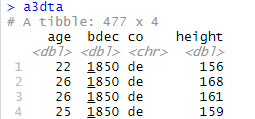 > a3dta
# A tibble: 477 x 4
age bdec co height
<dbl> <dbl> <chr> <dbl>
1 22 1850 de 156
2 26 1850 de 168
3 26 1850 de 161
4 25 1850 de 159